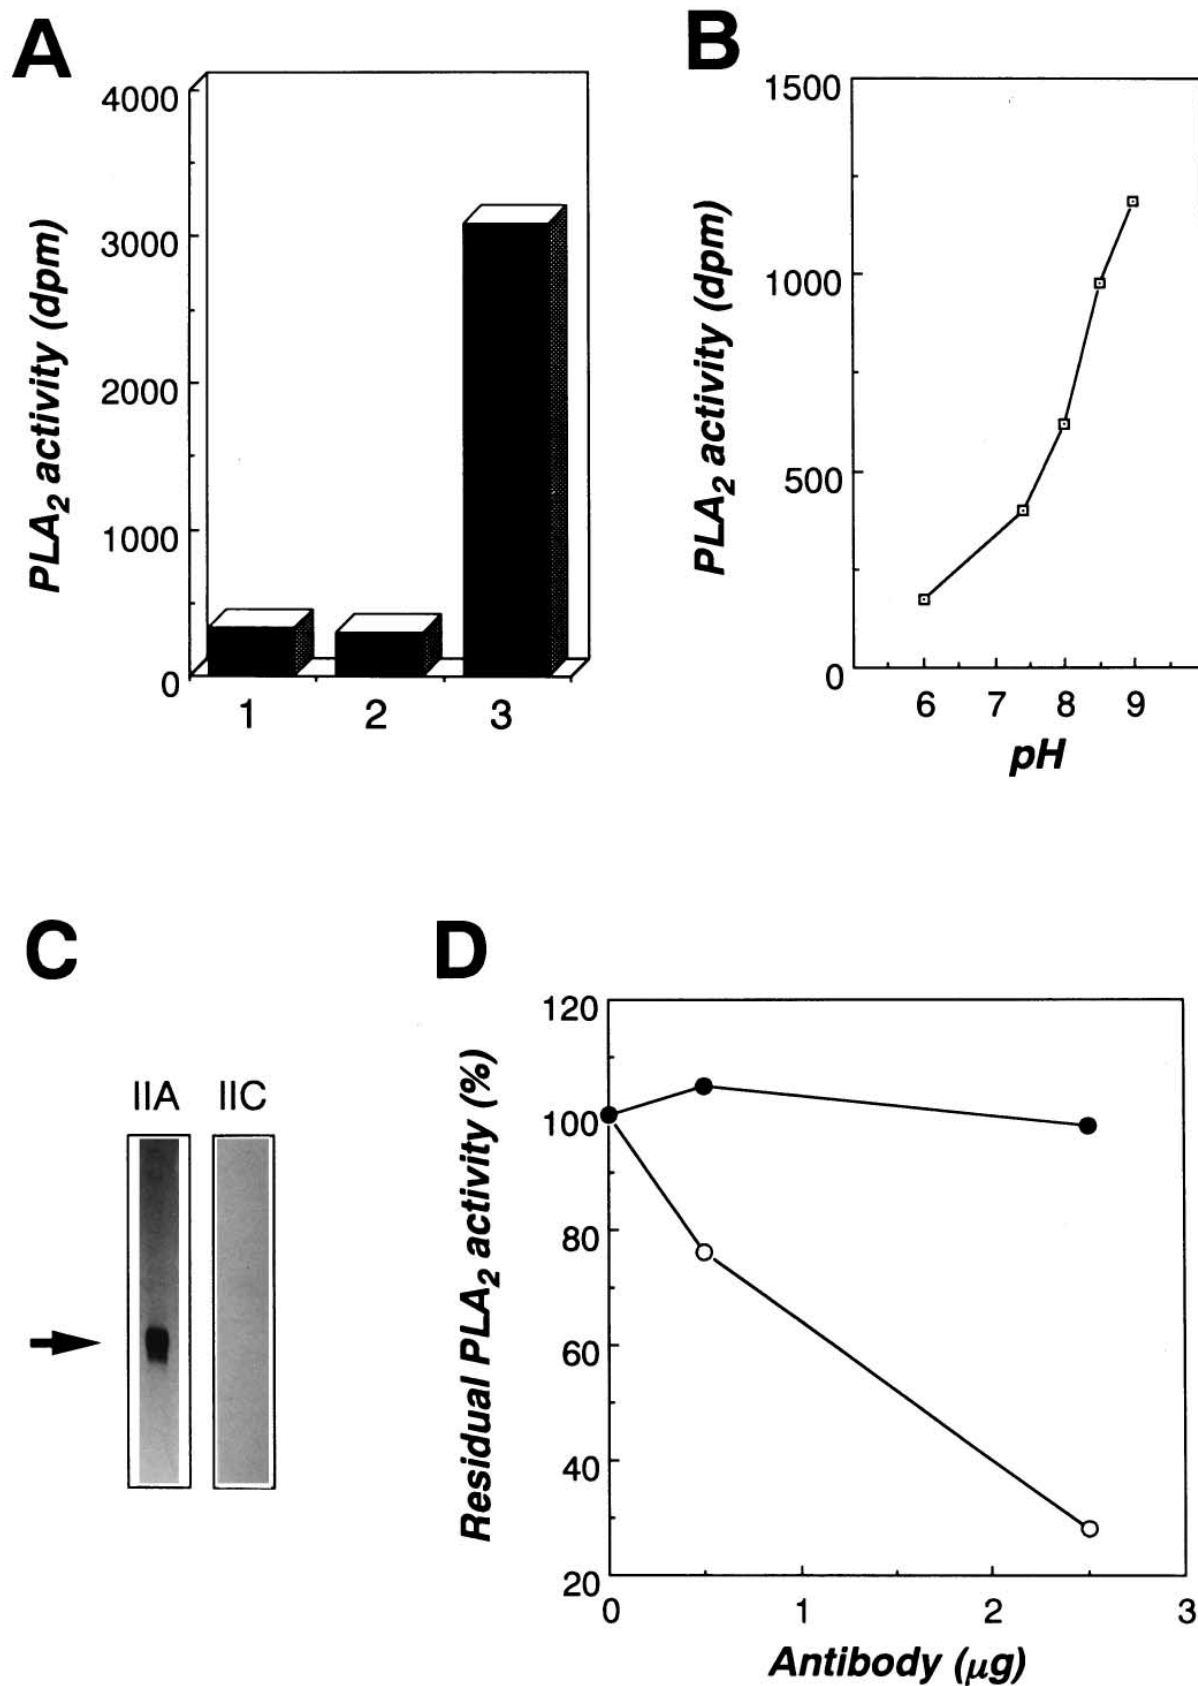 A
PLA2 activity (dpm)
4000
3000
2000
1000
0
1 2 3
B
PLA2 activity (dpm)
1500
1000
500
0
6 7 8 9
pH
C
IIA IIC
D
Residual PLA2 activity (%)
120
100
80
60
40
20
0 1 2 3
Antibody (μg)